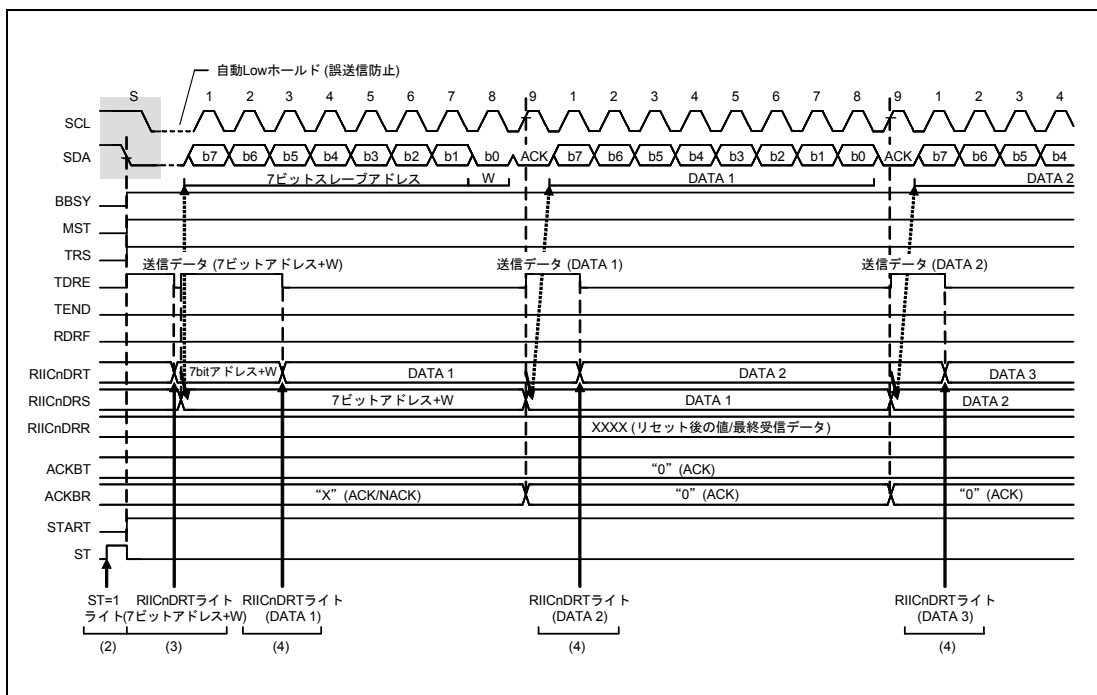 自動Lowホールド (誤送信防止)
S 1 2 3 4 5 6 7 8 9 1 2 3 4 5 6 7 8 9 1 2 3 4
SCL
SDA b7 b6 b5 b4 b3 b2 b1 b0 ACK b7 b6 b5 b4 b3 b2 b1 b0 ACK b7 b6 b5 b4
7ビットスレーブアドレス W DATA 1 DATA 2
BBSY
MST
TRS
送信データ (7ビットアドレス+W) 送信データ (DATA 1) 送信データ (DATA 2)
TDRE
TEND
RDRF
RIICnDRT 7bitアドレス+W DATA 1 DATA 2 DATA 3
RIICnDRS 7ビットアドレス+W DATA 1 DATA 2
RIICnDRR XXXX (リセット後の値/最終受信データ)
ACKBT “0” (ACK)
ACKBR “X” (ACK/NACK) “0” (ACK) “0” (ACK)
START
ST
ST=1 RIICnDRTライト RIICnDRTライト RIICnDRTライト RIICnDRTライト
ライト (7ビットアドレス+W) (DATA 1) (DATA 2) (DATA 3)
(2) (3) (4) (4) (4)